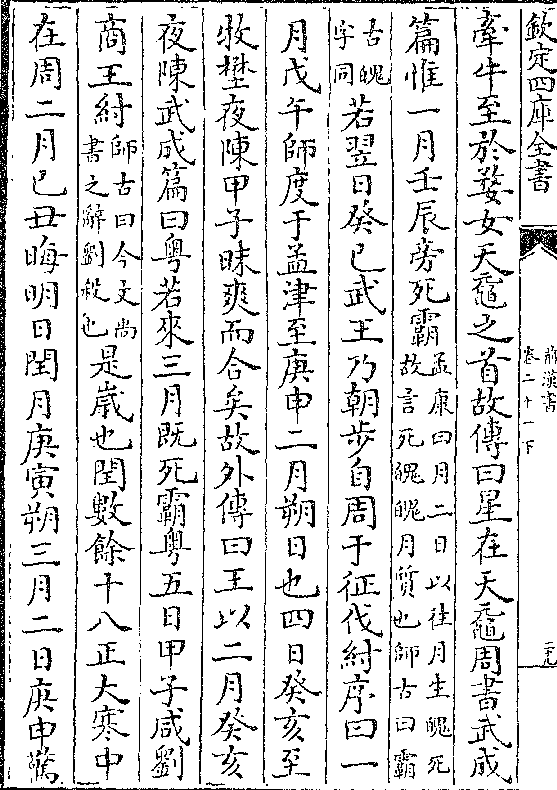 欽定四庫全書
前漢書
卷二十一下
牽牛至於婺女天黿之首故傳曰星在天黿周書武成
篇惟一月壬辰旁死霸孟康曰月二日以往月生魄死故言死魄魄月質也師古曰霸
古魄字同若翌日癸巳武王乃朝步自周于征伐紂序曰一
月戊午師度于孟津至庚申二月朔日也四日癸亥至
牧壄夜陳甲子昧爽而合矣故外傳曰王以二月癸亥
夜陳武成篇曰粤若來三月既死霸粤五日甲子咸劉
商王紂師古曰今文尚書之辭劉殺也是嵗也閏數餘十八正大寒中
在周二月己丑晦明日閏月庚寅朔三月二日庚申驚